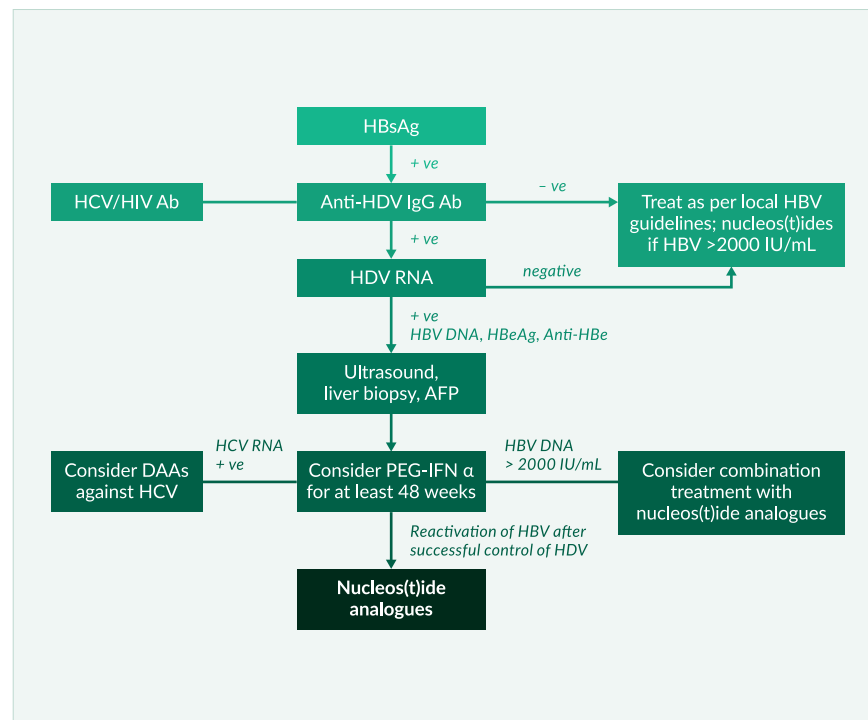 HBsAg
+ ve
HCV/HIV Ab
Anti-HDV IgG Ab
– ve
Treat as per local HBV
guidelines; nucleos(t)ides
if HBV >2000 IU/mL
+ ve
HDV RNA
negative
+ ve
HBV DNA, HBeAg, Anti-HBe
Ultrasound,
liver biopsy, AFP
HCV RNA
+ ve
HBV DNA
> 2000 IU/mL
Consider DAAs
against HCV
Consider PEG-IFN α
for at least 48 weeks
Consider combination
treatment with
nucleos(t)ide analogues
Reactivation of HBV after
successful control of HDV
Nucleos(t)ide
analogues